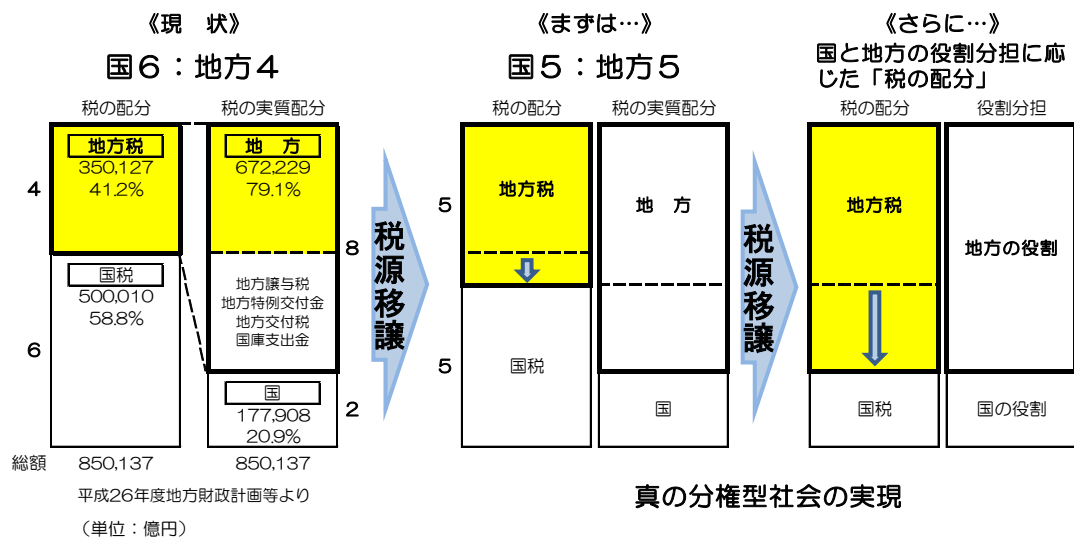 《現　状》
国６：地方４
税の配分
税の実質配分
地方税
350,127
41.2%
地　方
672,229
79.1%
4
8
国税
500,010
58.8%
地方譲与税
地方特例交付金
地方交付税
国庫支出金
6
国
177,908
20.9%
2
総額
850,137
850,137
平成26年度地方財政計画等より
（単位：億円）
税源移譲
《まずは…》
国５：地方５
税の配分
税の実質配分
5
地方税
地　方
5
国税
国
税源移譲
《さらに…》
国と地方の役割分担に応
じた「税の配分」
税の配分
役割分担
地方税
地方の役割
国税
国の役割
真の分権型社会の実現